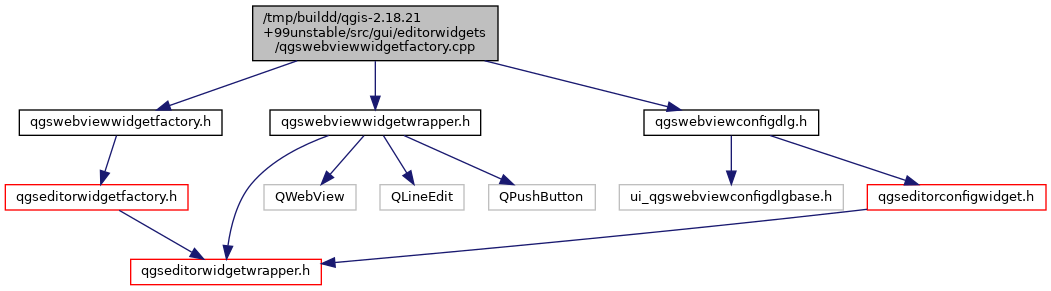 /tmp/buildd/qgis-2.18.21
+99unstable/src/gui/editorwidgets
/qgswebviewwidgetfactory.cpp
qgswebviewwidgetfactory.h
qgswebviewwidgetwrapper.h
qgswebviewconfigdlg.h
qgseditorwidgetfactory.h
QWebView
QLineEdit
QPushButton
ui_qgswebviewconfigdlgbase.h
qgseditorconfigwidget.h
qgseditorwidgetwrapper.h